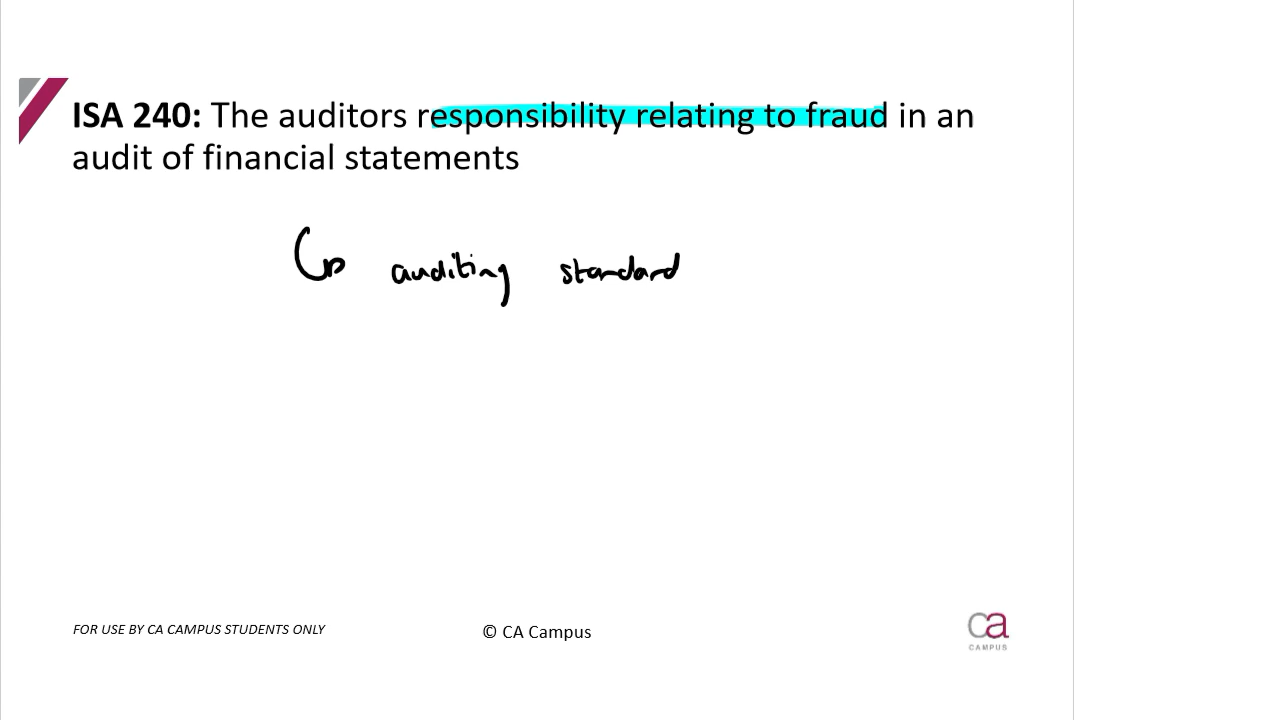 ISA 240: The auditors responsibility relating to fraud in an
audit of financial statements
auditing standard
FOR USE BY CA CAMPUS STUDENTS ONLY
© CA Campus
ca
CAMPUS